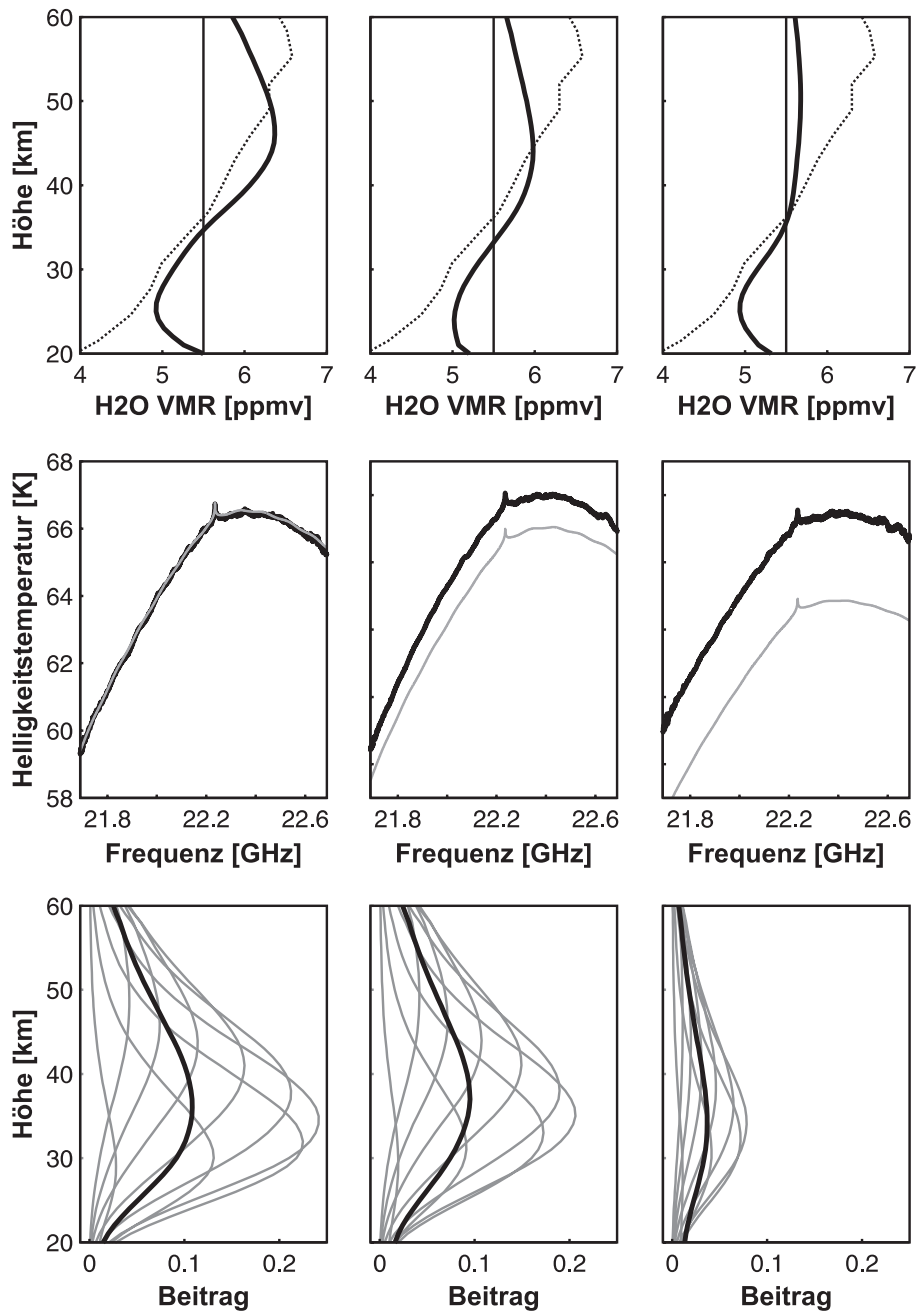 60
50
40
30
20
Höhe [km]
4 5 6 7
4 5 6 7
4 5 6 7
H2O VMR [ppmv]
H2O VMR [ppmv]
H2O VMR [ppmv]
68
66
64
62
60
58
Helligkeitstemperatur [K]
21.8 22.2 22.6
21.8 22.2 22.6
21.8 22.2 22.6
Frequenz [GHz]
Frequenz [GHz]
Frequenz [GHz]
60
50
40
30
20
Höhe [km]
0 0.1 0.2
0 0.1 0.2
0 0.1 0.2
Beitrag
Beitrag
Beitrag